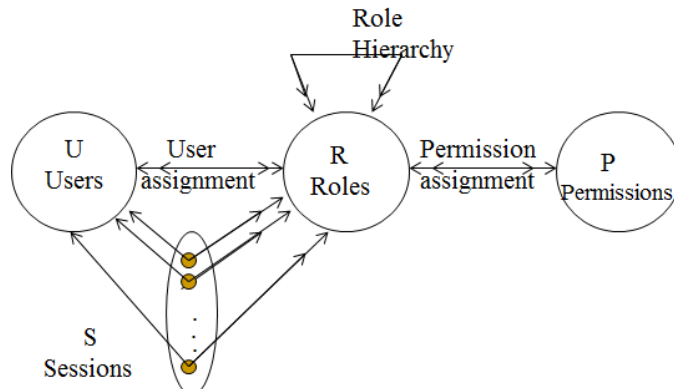 Role
Hierarchy
U
Users
User
assignment
R
Roles
Permission
assignment
P
Permissions
S
Sessions